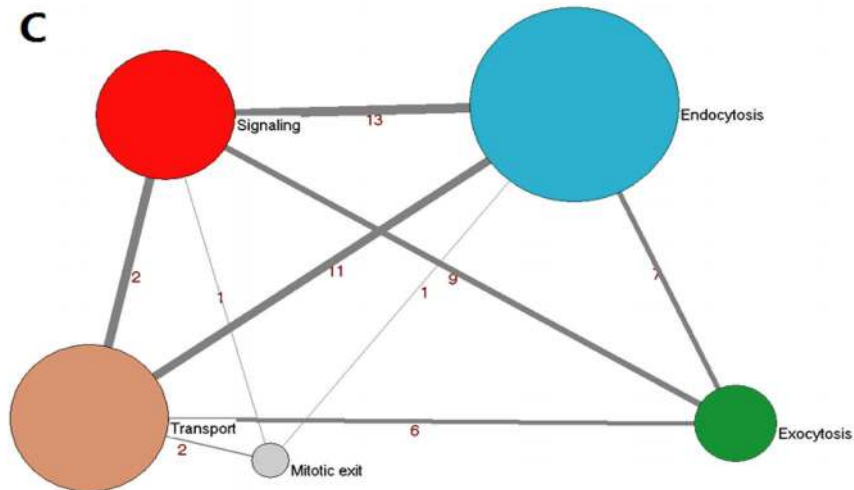 C
Signaling
13
Endocytosis
2
11
1
1
9
7
Transport
6
2
Mitotic exit
Exocytosis